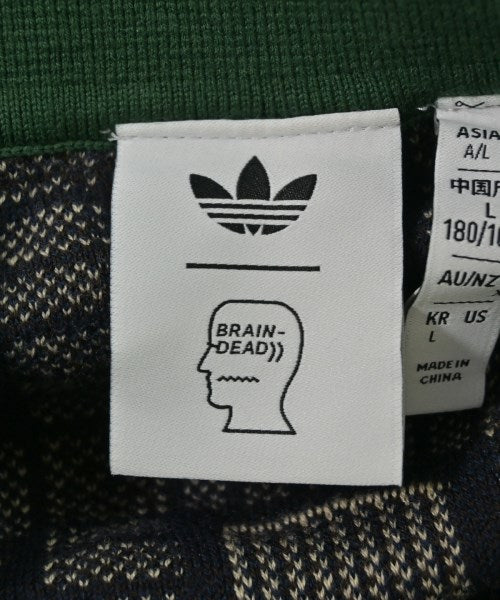 BRAIN-
DEAD))
ASIA
A/L
中国
L
180/10
AU/NZ
KR US
L
MADE IN
CHINA